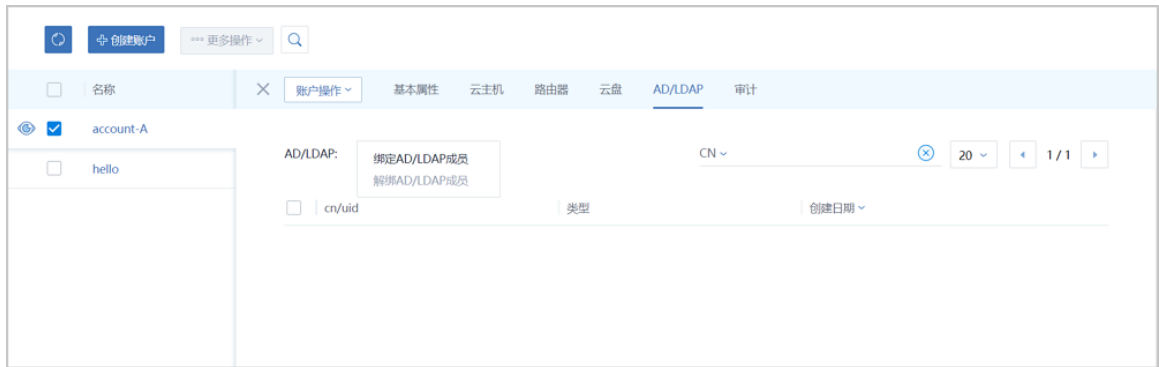 创建账户 更多操作
名称 账户操作 基本属性 云主机 路由器 云盘 AD/LDAP 审计
account-A
AD/LDAP: 绑定AD/LDAP成员 CN 20 1 / 1
解绑AD/LDAP成员
hello
cn/uid 类型 创建日期